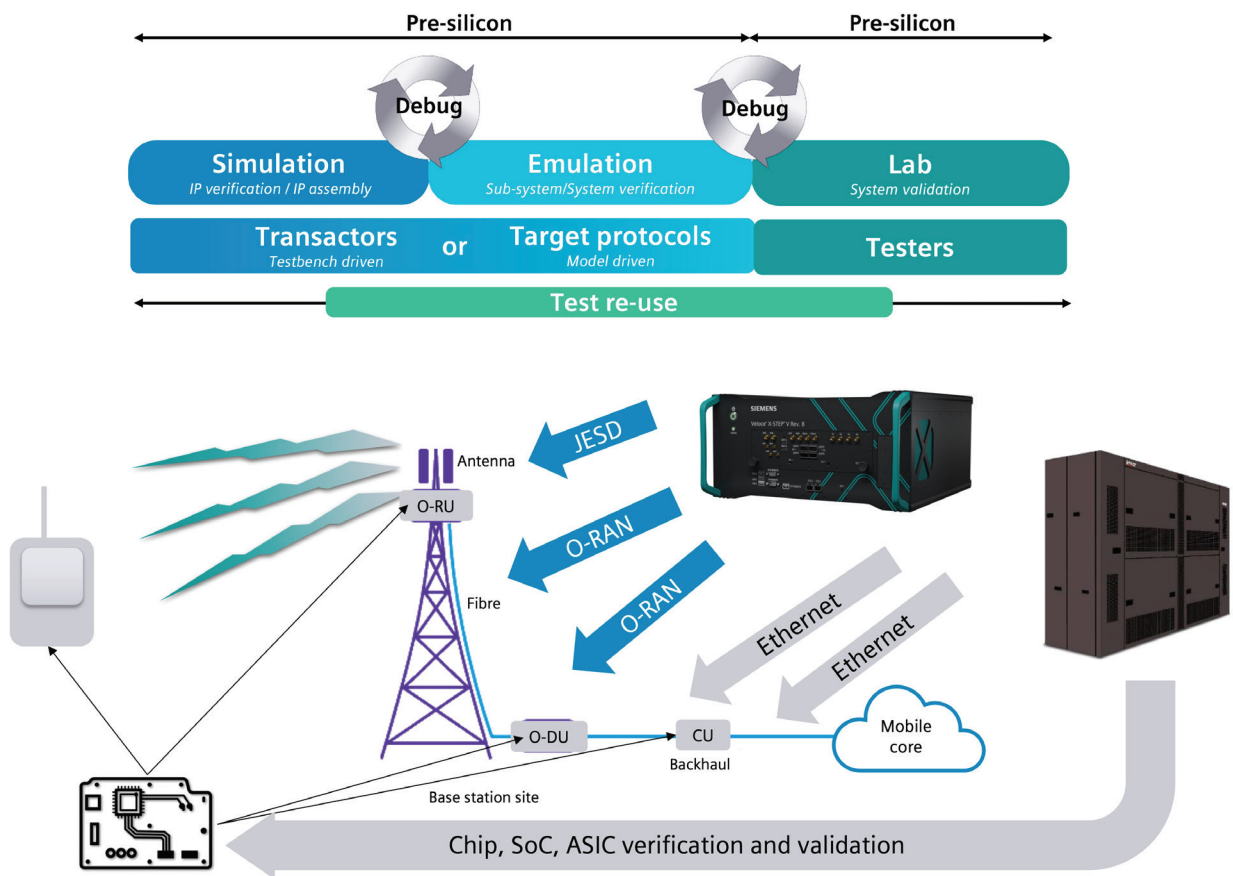 Pre-silicon
Pre-silicon
Debug
Debug
Simulation
IP verification / IP assembly
Emulation
Sub-system/System verification
Lab
System validation
Transactors
Testbench driven
or
Target protocols
Model driven
Testers
Test re-use
SIEMENS
JESD
Antenna
O-RU
O-RAN
O-RAN
Fibre
Ethernet
Ethernet
O-DU
CU
Backhaul
Mobile
core
Base station site
Chip, SoC, ASIC verification and validation